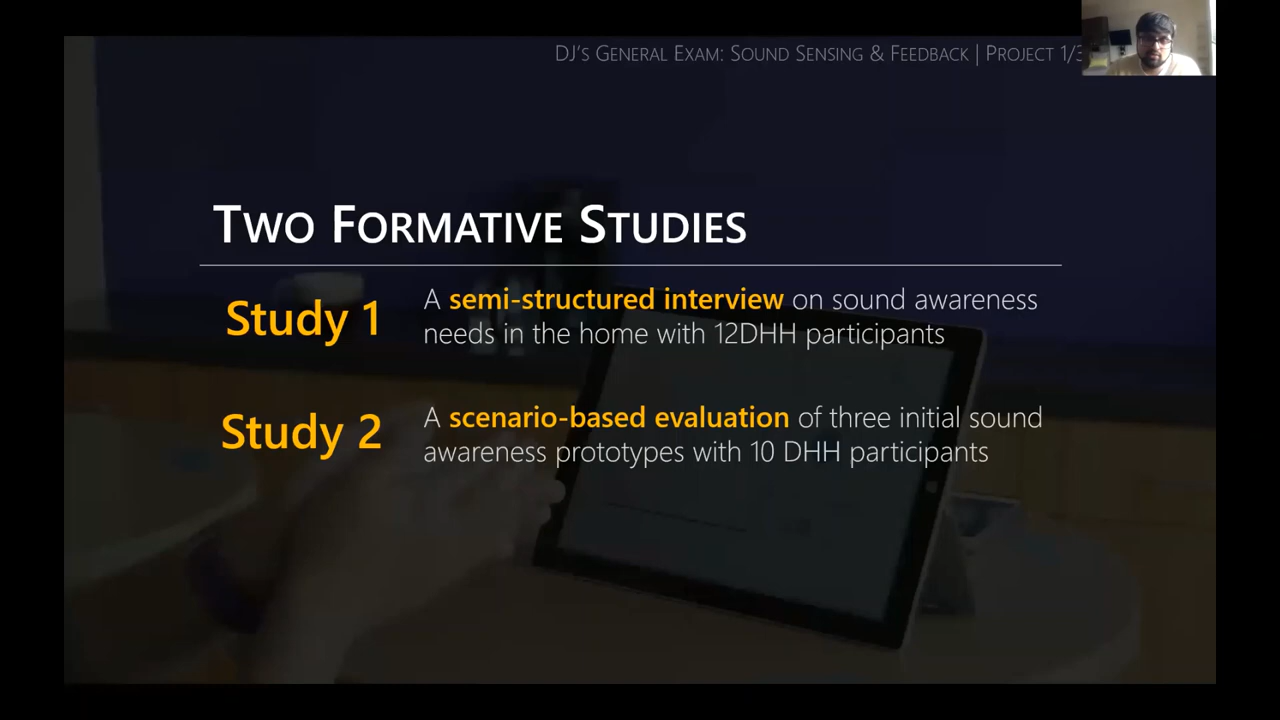 DJ'S GENERAL EXAM: SOUND SENSING & FEEDBACK | PROJECT 1/3
TWO FORMATIVE STUDIES
Study 1
A semi-structured interview on sound awareness
needs in the home with 12DHH participants
Study 2
A scenario-based evaluation of three initial sound
awareness prototypes with 10 DHH participants